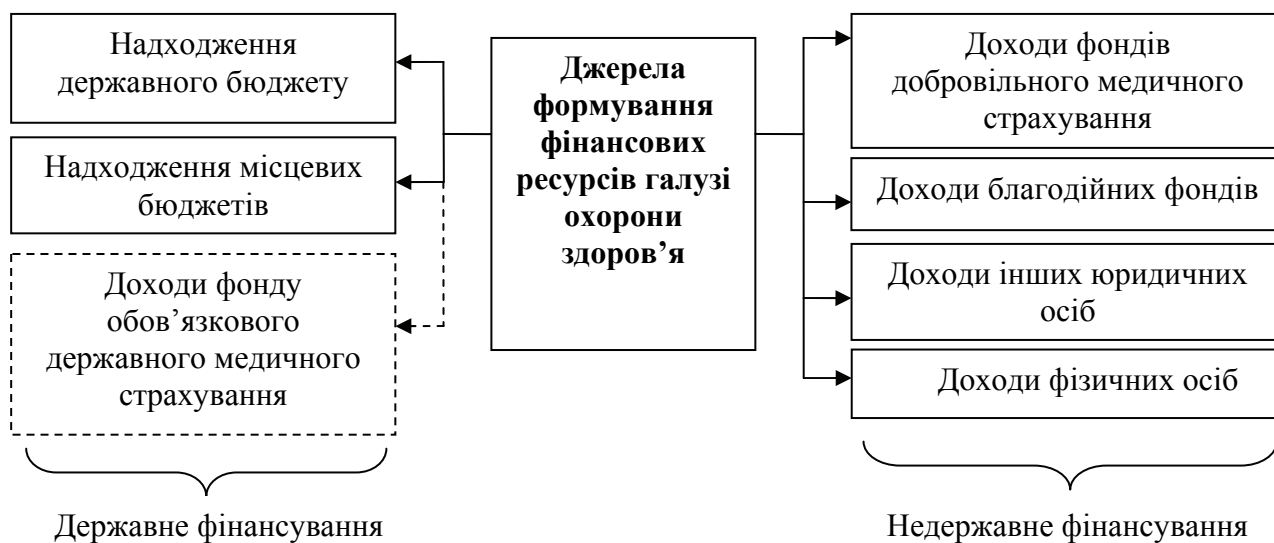 Надходження
державного бюджету
Надходження місцевих
бюджетів
Доходи фонду
обов’язкового
державного медичного
страхування
Державне фінансування
Джерела
формування
фінансових
ресурсів галузі
охорони
здоров’я
Доходи фондів
добровільного медичного
страхування
Доходи благодійних фондів
Доходи інших юридичних
осіб
Доходи фізичних осіб
Недержавне фінансування